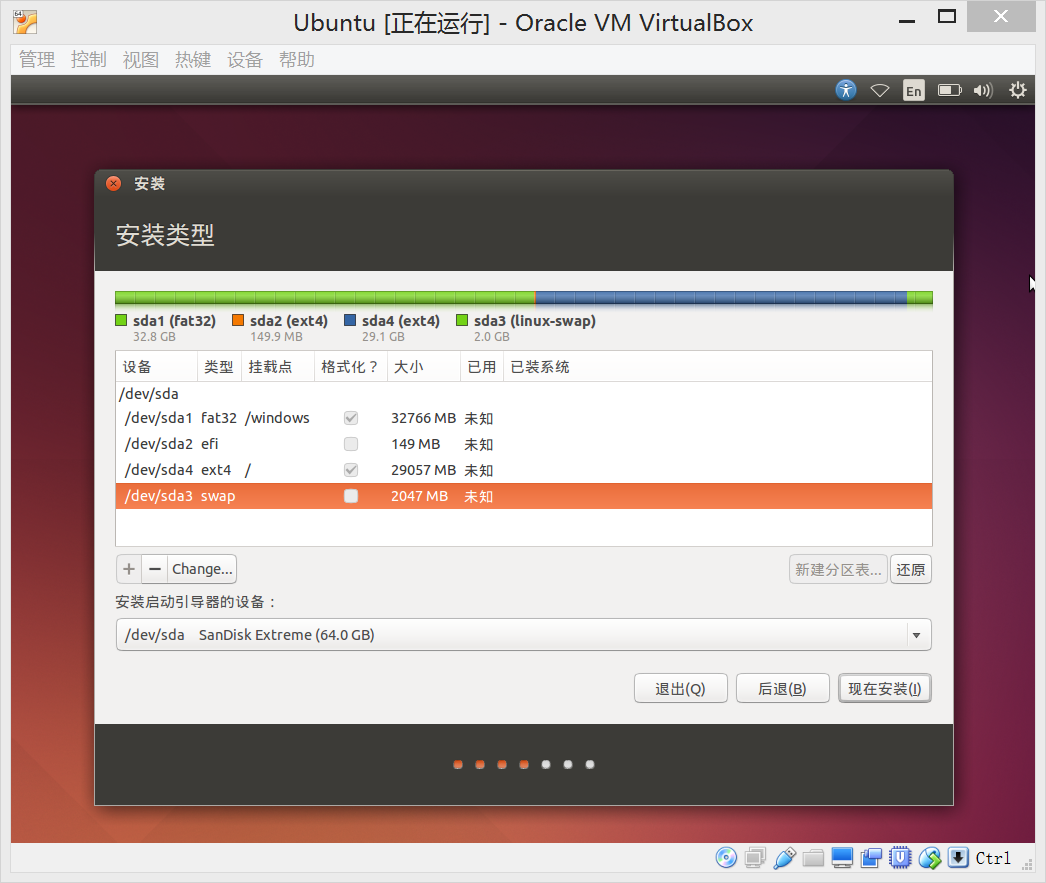 Ubuntu [正在运行] - Oracle VM VirtualBox
管理 控制 视图 热键 设备 帮助
En
安装
安装类型
sda1 (fat32) sda2 (ext4) sda4 (ext4) sda3 (linux-swap)
32.8 GB 149.9 MB 29.1 GB 2.0 GB
设备 类型 挂载点 格式化？ 大小 已用 已装系统
/dev/sda
/dev/sda1 fat32 /windows 32766 MB 未知
/dev/sda2 efi 149 MB 未知
/dev/sda4 ext4 / 29057 MB 未知
/dev/sda3 swap 2047 MB 未知
+ − Change... 新建分区表... 还原
安装启动引导器的设备：
/dev/sda SanDisk Extreme (64.0 GB)
退出(Q) 后退(B) 现在安装(I)
Ctrl